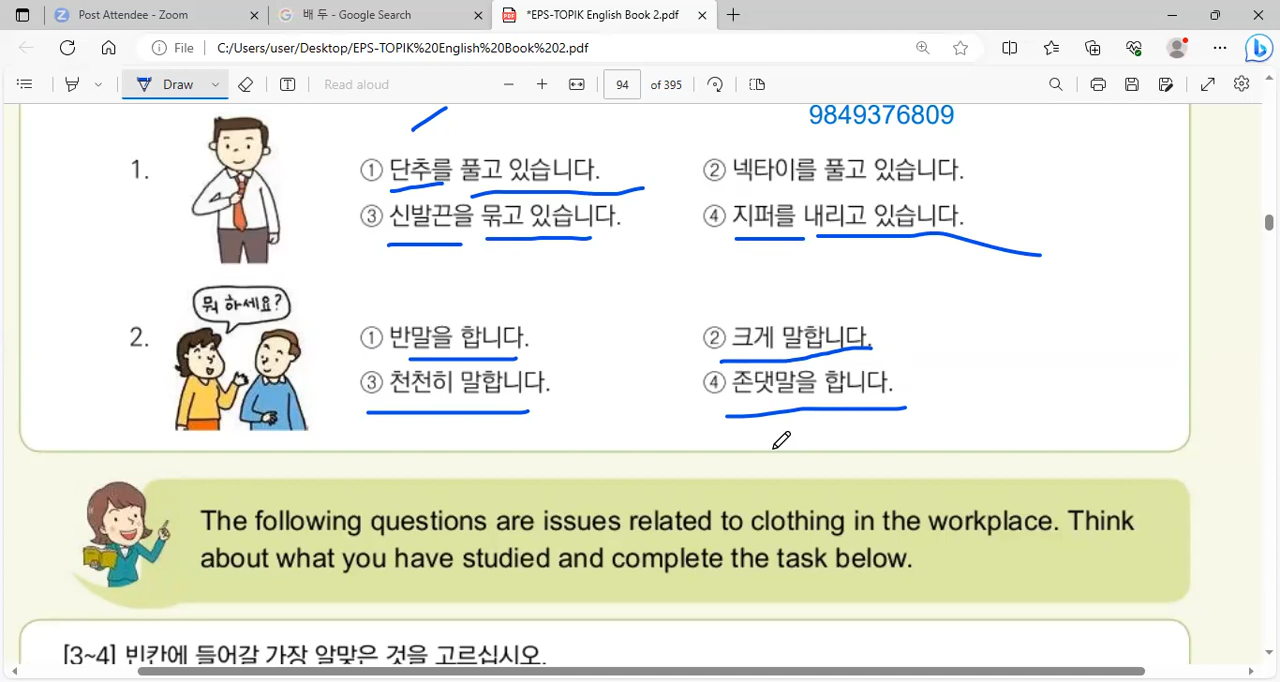 Post Attendee - Zoom
배 두 - Google Search
*EPS-TOPIK English Book 2.pdf
File
C:/Users/user/Desktop/EPS-TOPIK%20English%20Book%202.pdf
Draw
Read aloud
94 of 395
9849376809
1.
① 단추를 풀고 있습니다. ② 넥타이를 풀고 있습니다.
③ 신발끈을 묶고 있습니다. ④ 지퍼를 내리고 있습니다.
뭐 하세요?
2.
① 반말을 합니다. ② 크게 말합니다.
③ 천천히 말합니다. ④ 존댓말을 합니다.
The following questions are issues related to clothing in the workplace. Think
about what you have studied and complete the task below.
[3~4] 빈칸에 들어갈 가장 알맞은 것을 고르십시오.